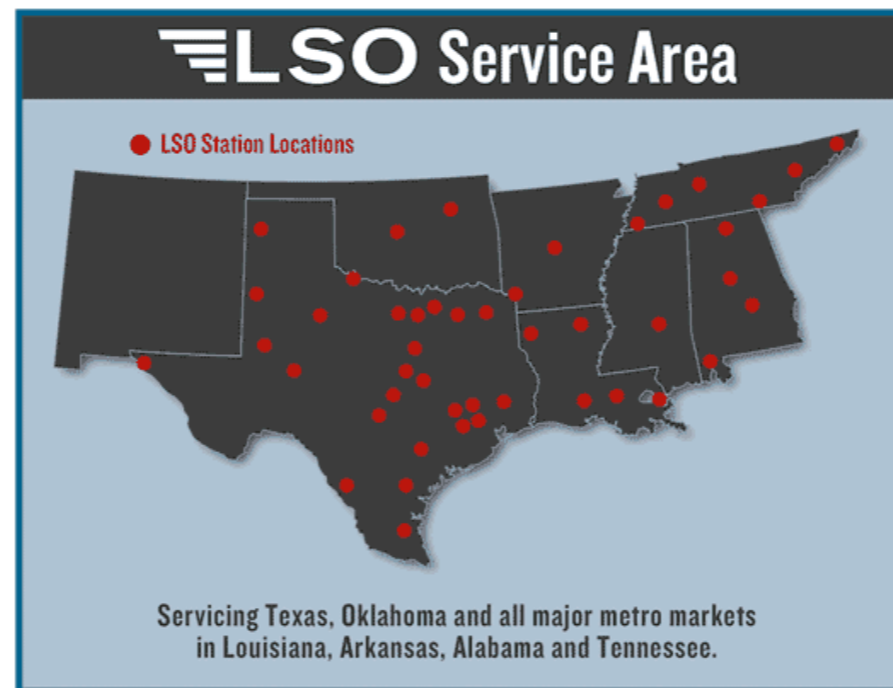 LSO Service Area
LSO Station Locations
Servicing Texas, Oklahoma and all major metro markets
in Louisiana, Arkansas, Alabama and Tennessee.